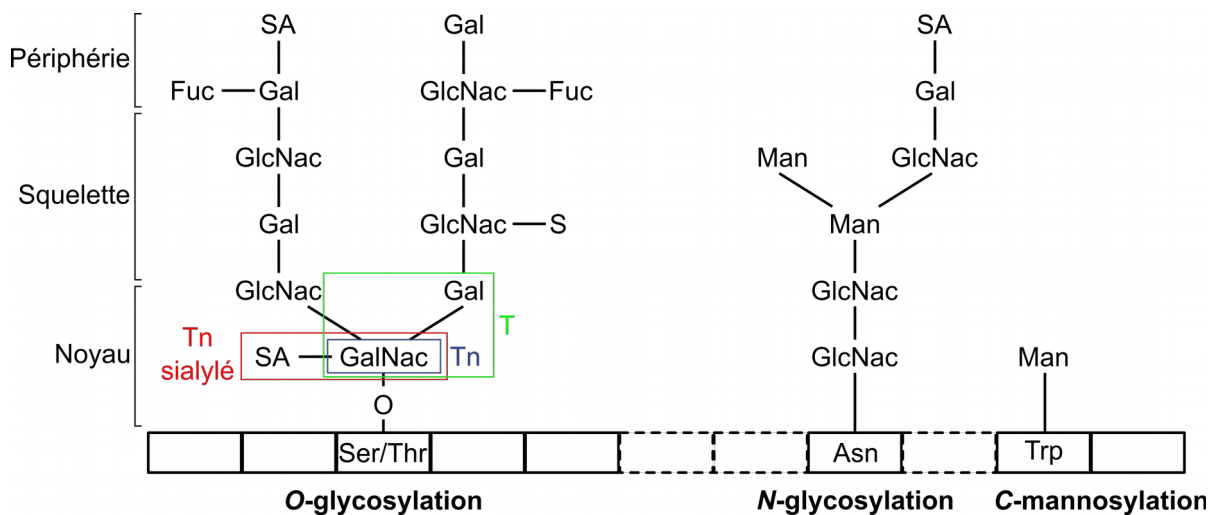 SA Gal SA
Périphérie
Fuc Gal GlcNac Fuc Gal
GlcNac Gal Man GlcNac
Squelette
Gal GlcNac S Man
GlcNac Gal GlcNac
T
Tn
sialylé
Noyau SA GalNac Tn GlcNac Man
O
Ser/Thr Asn Trp
O-glycosylation N-glycosylation C-mannosylation